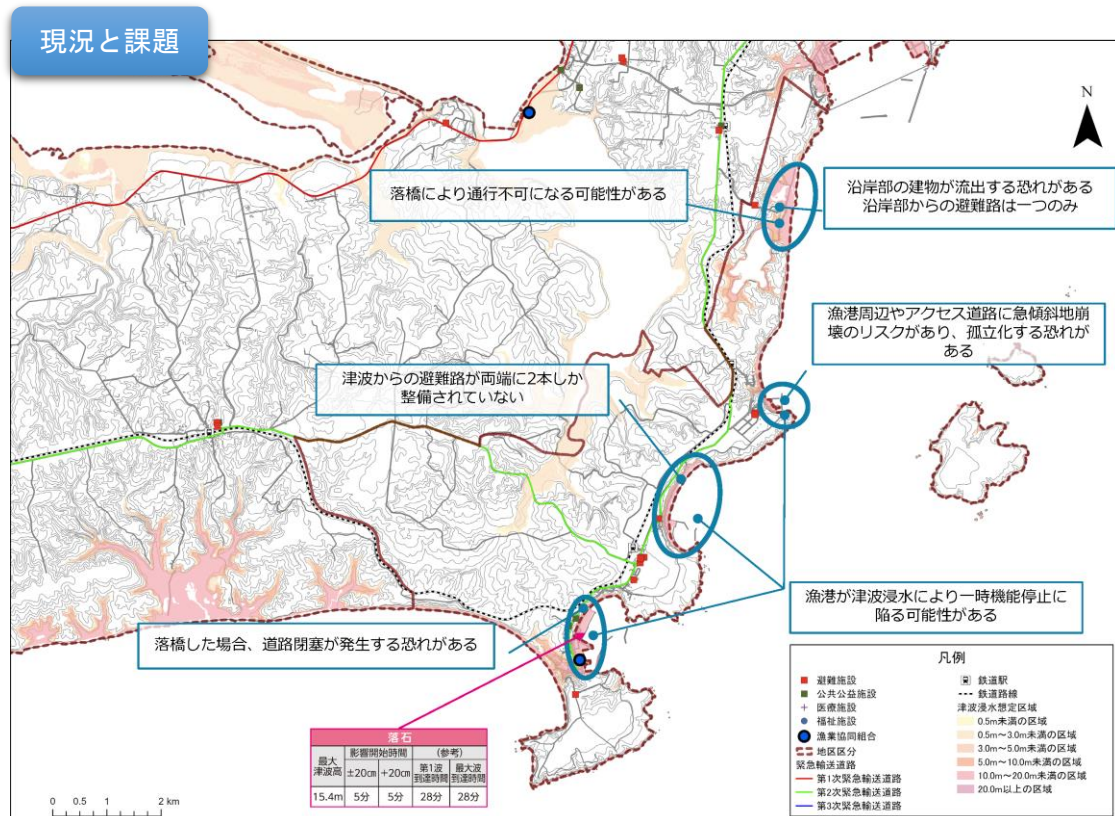 現況と課題
N
落橋により通行不可になる可能性がある
沿岸部の建物が流出する恐れがある
沿岸部からの避難路は一つのみ
漁港周辺やアクセス道路に急傾斜地崩
壊のリスクがあり、孤立化する恐れが
ある
津波からの避難路が両端に2本しか
整備されていない
漁港が津波浸水により一時機能停止に
陥る可能性がある
落橋した場合、道路閉塞が発生する恐れがある
落石
最大
津波高
影響開始時間
(参考)
±20cm
+20cm
第1波
到達時間
最大波
到達時間
15.4m
5分
5分
28分
28分
0 0.5 1 2 km
凡例
避難施設
公共公益施設
医療施設
福祉施設
漁業協同組合
地区区分
緊急輸送道路
第1次緊急輸送道路
第2次緊急輸送道路
第3次緊急輸送道路
鉄道駅
鉄道路線
津波浸水想定区域
0.5m未満の区域
0.5m～3.0m未満の区域
3.0m～5.0m未満の区域
5.0m～10.0m未満の区域
10.0m～20.0m未満の区域
20.0m以上の区域